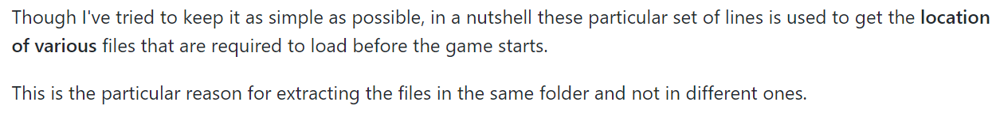 Though I've tried to keep it as simple as possible, in a nutshell these particular set of lines is used to get the location
of various files that are required to load before the game starts.
This is the particular reason for extracting the files in the same folder and not in different ones.